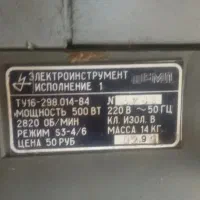 ЭЛЕКТРОИНСТРУМЕНТ
ИСПОЛНЕНИЕ 1
ТУ16-298.014-84 №
МОЩНОСТЬ 500 ВТ 220 В ~ 50 ГЦ
2820 ОБ/МИН КЛ. ИЗОЛ. В
РЕЖИМ S3-4/6 МАССА 14 КГ.
ЦЕНА 50 РУБ